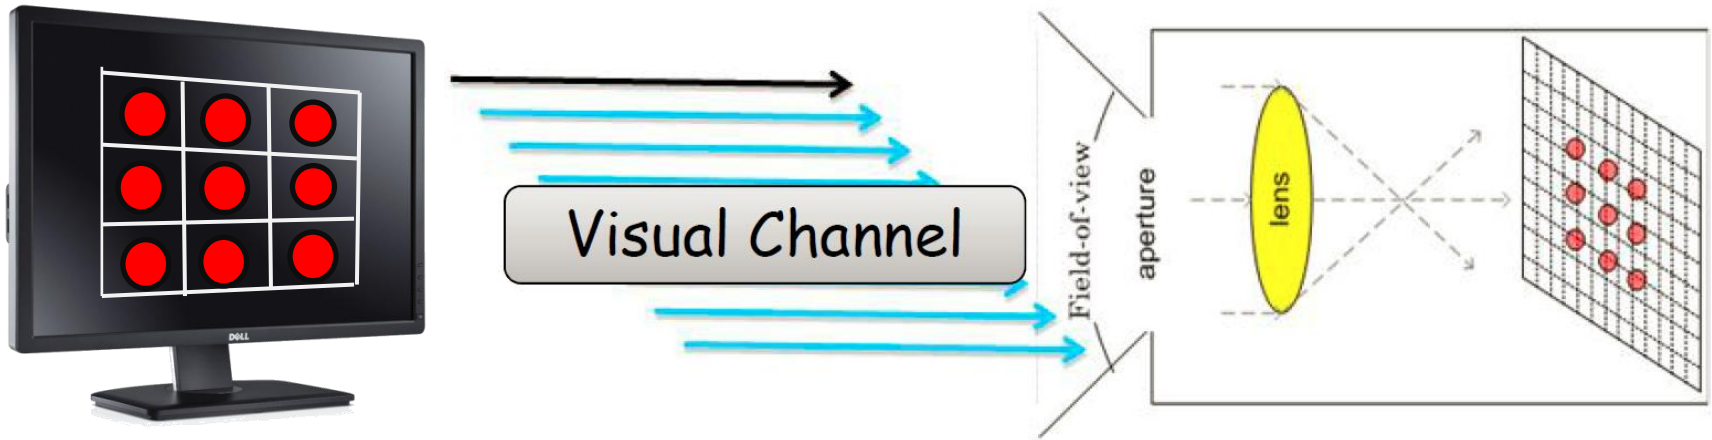 DELL
Visual Channel
Field-of-view
aperture
lens